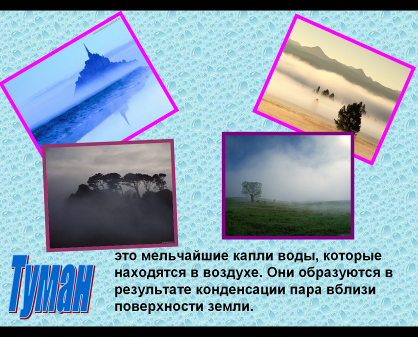 Туман
это мельчайшие капли воды, которые
находятся в воздухе. Они образуются в
результате конденсации пара вблизи
поверхности земли.